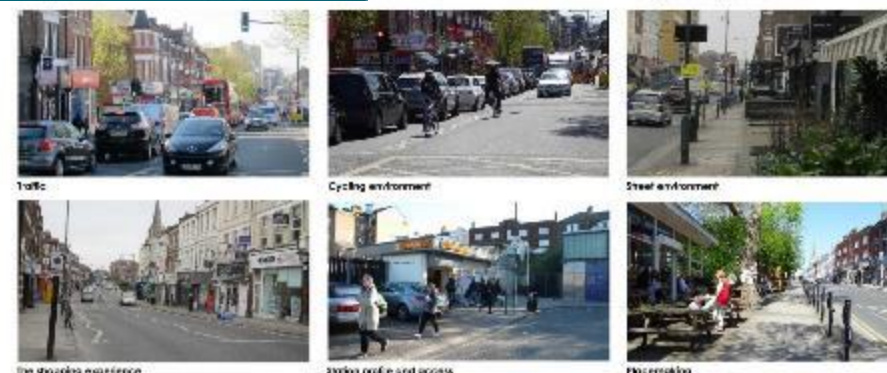 Traffic
Cycling environment
Street environment
The shopping experience
Station profile and access
Placemaking